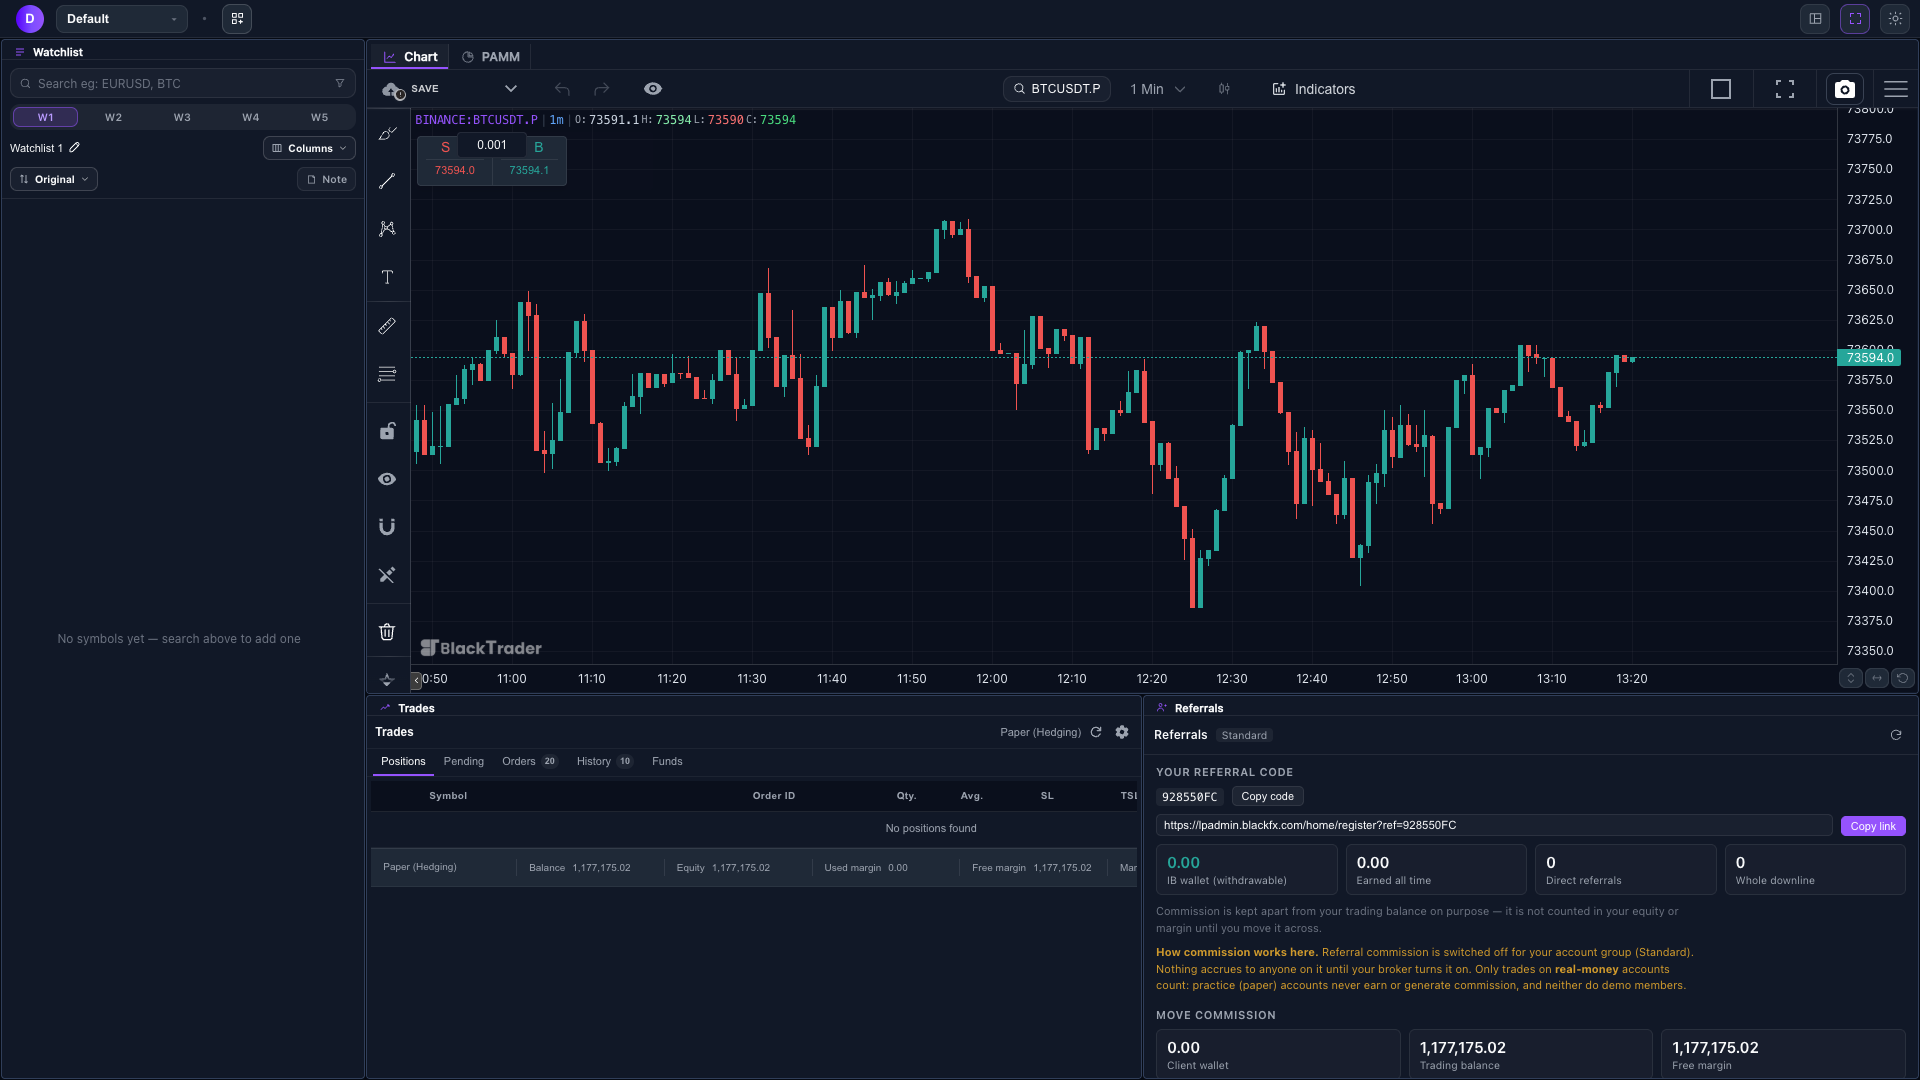 D
Default
Watchlist
Search eg: EURUSD, BTC
W1 W2 W3 W4 W5
Watchlist 1
Columns
Original
Note
No symbols yet — search above to add one
Chart
PAMM
SAVE
BTCUSDT.P
1 Min
Indicators
BINANCE:BTCUSDT.P 1m O: 73591.1 H: 73594 L: 73590 C: 73594
S 0.001 B
73594.0 73594.1
73775.0
73750.0
73725.0
73700.0
73675.0
73650.0
73625.0
73594.0
73575.0
73550.0
73525.0
73500.0
73475.0
73450.0
73425.0
73400.0
73375.0
73350.0
BlackTrader
0:50 11:00 11:10 11:20 11:30 11:40 11:50 12:00 12:10 12:20 12:30 12:40 12:50 13:00 13:10 13:20
Trades
Trades
Paper (Hedging)
Positions Pending Orders 20 History 10 Funds
Symbol Order ID Qty. Avg. SL TSL
No positions found
Paper (Hedging) Balance 1,177,175.02 Equity 1,177,175.02 Used margin 0.00 Free margin 1,177,175.02 Mar
Referrals
Referrals Standard
YOUR REFERRAL CODE
928550FC Copy code
https://lpadmin.blackfx.com/home/register?ref=928550FC
Copy link
0.00
IB wallet (withdrawable)
0.00
Earned all time
0
Direct referrals
0
Whole downline
Commission is kept apart from your trading balance on purpose — it is not counted in your equity or
margin until you move it across.
How commission works here. Referral commission is switched off for your account group (Standard).
Nothing accrues to anyone on it until your broker turns it on. Only trades on real-money accounts
count: practice (paper) accounts never earn or generate commission, and neither do demo members.
MOVE COMMISSION
0.00
Client wallet
1,177,175.02
Trading balance
1,177,175.02
Free margin